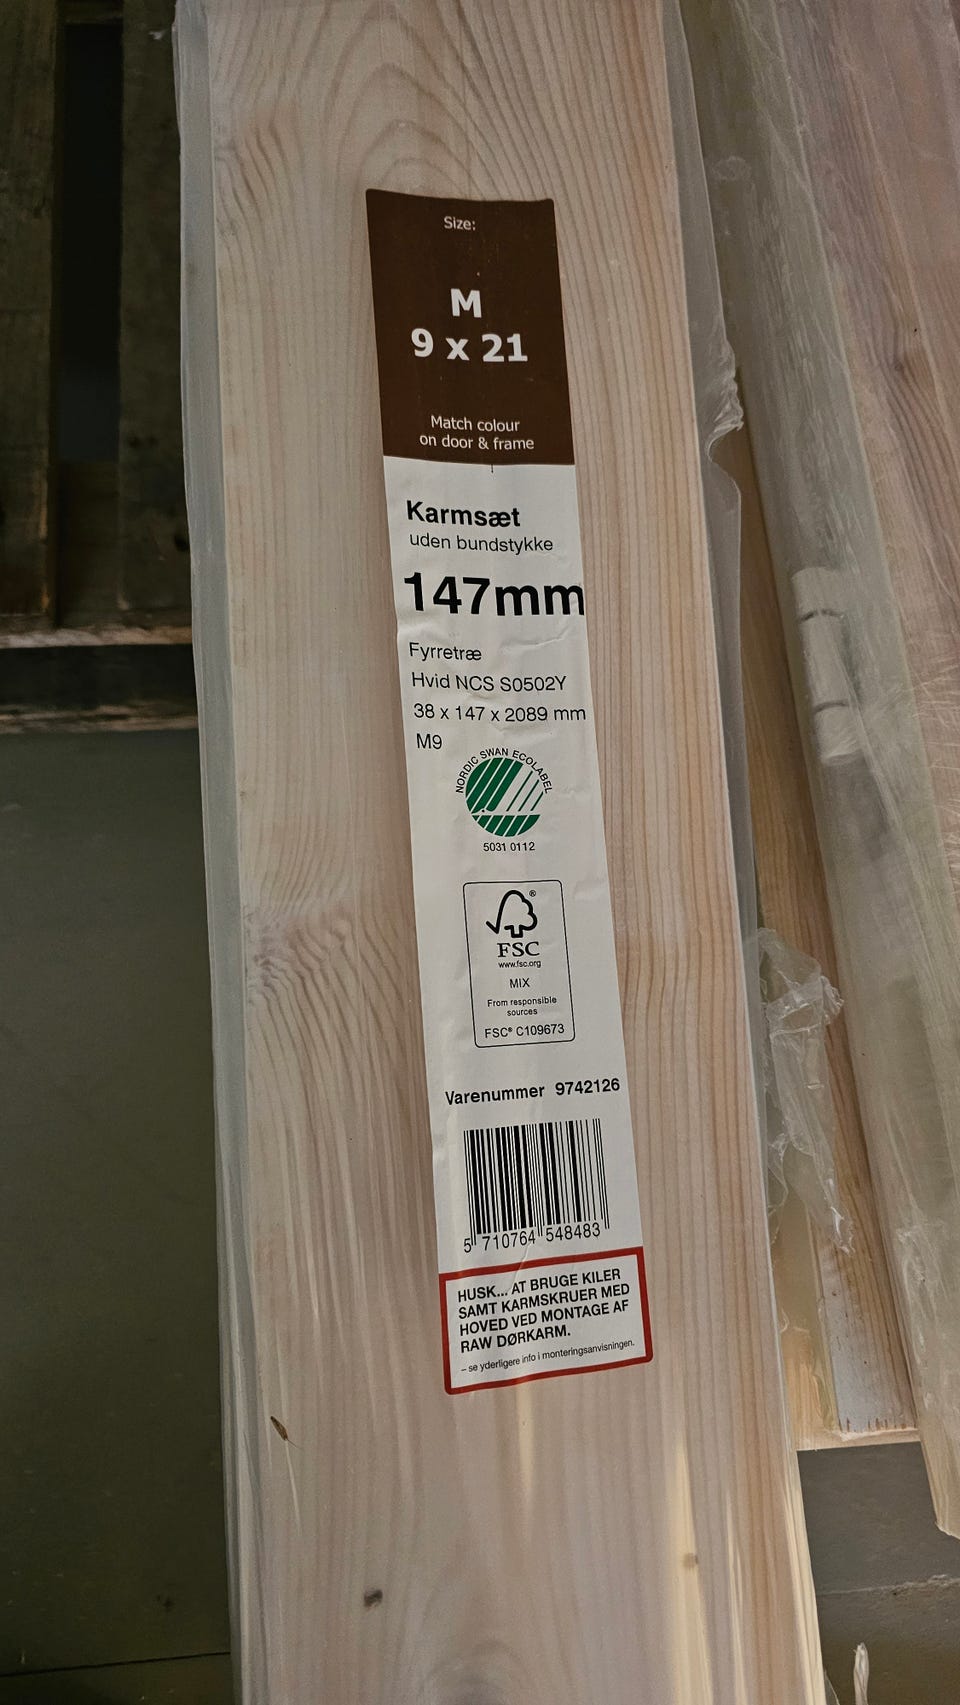 Size:
M
9 x 21
Match colour
on door & frame
Karmsæt
uden bundstykke
147mm
Fyrretræ
Hvid NCS S0502Y
38 x 147 x 2089 mm
M9
NORDIC SWAN ECOLABEL
5031 0112
®
FSC
www.fsc.org
MIX
From responsible
sources
FSC® C109673
Varenummer 9742126
5 710764 548483
HUSK... AT BRUGE KILER
SAMT KARMSKRUER MED
HOVED VED MONTAGE AF
RAW DØRKARM.
– se yderligere info i monteringsanvisningen.